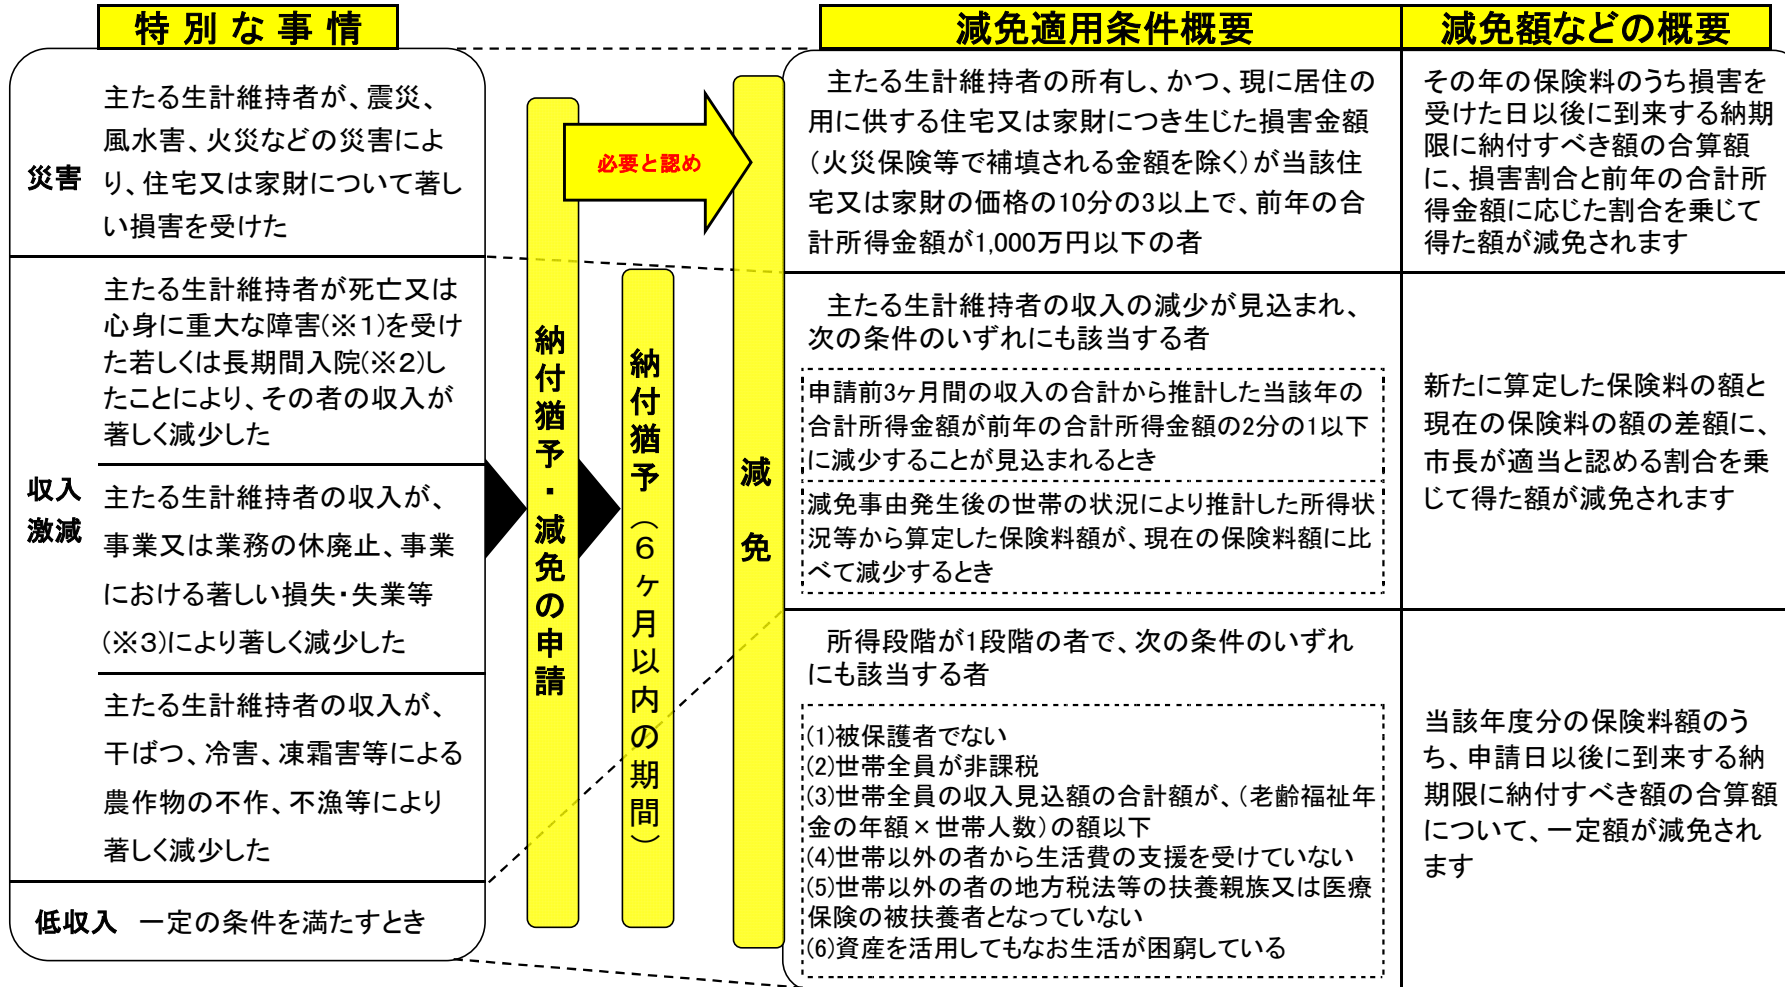 特別な事情
災害
主たる生計維持者が、震災、
風水害、火災などの災害によ
り、住宅又は家財について著し
い損害を受けた
収入
激減
主たる生計維持者が死亡又は
心身に重大な障害(※1)を受け
た若しくは長期間入院(※2)し
たことにより、その者の収入が
著しく減少した
主たる生計維持者の収入が、
事業又は業務の休廃止、事業
における著しい損失・失業等
(※3)により著しく減少した
主たる生計維持者の収入が、
干ばつ、冷害、凍霜害等による
農作物の不作、不漁等により
著しく減少した
低収入 一定の条件を満たすとき
納付猶予・減免の申請
納付猶予(6ヶ月以内の期間)
必要と認め
減免
減免適用条件概要
主たる生計維持者の所有し、かつ、現に居住の
用に供する住宅又は家財につき生じた損害金額
(火災保険等で補填される金額を除く)が当該住
宅又は家財の価格の10分の3以上で、前年の合
計所得金額が1,000万円以下の者
主たる生計維持者の収入の減少が見込まれ、
次の条件のいずれにも該当する者
申請前3ヶ月間の収入の合計から推計した当該年の
合計所得金額が前年の合計所得金額の2分の1以下
に減少することが見込まれるとき
減免事由発生後の世帯の状況により推計した所得状
況等から算定した保険料額が、現在の保険料額に比
べて減少するとき
所得段階が1段階の者で、次の条件のいずれ
にも該当する者
(1)被保護者でない
(2)世帯全員が非課税
(3)世帯全員の収入見込額の合計額が、(老齢福祉年
金の年額×世帯人数)の額以下
(4)世帯以外の者から生活費の支援を受けていない
(5)世帯以外の者の地方税法等の扶養親族又は医療
保険の被扶養者となっていない
(6)資産を活用してもなお生活が困窮している
減免額などの概要
その年の保険料のうち損害を
受けた日以後に到来する納期
限に納付すべき額の合算額
に、損害割合と前年の合計所
得金額に応じた割合を乗じて
得た額が減免されます
新たに算定した保険料の額と
現在の保険料の額の差額に、
市長が適当と認める割合を乗
じて得た額が減免されます
当該年度分の保険料額のう
ち、申請日以後に到来する納
期限に納付すべき額の合算額
について、一定額が減免され
ます